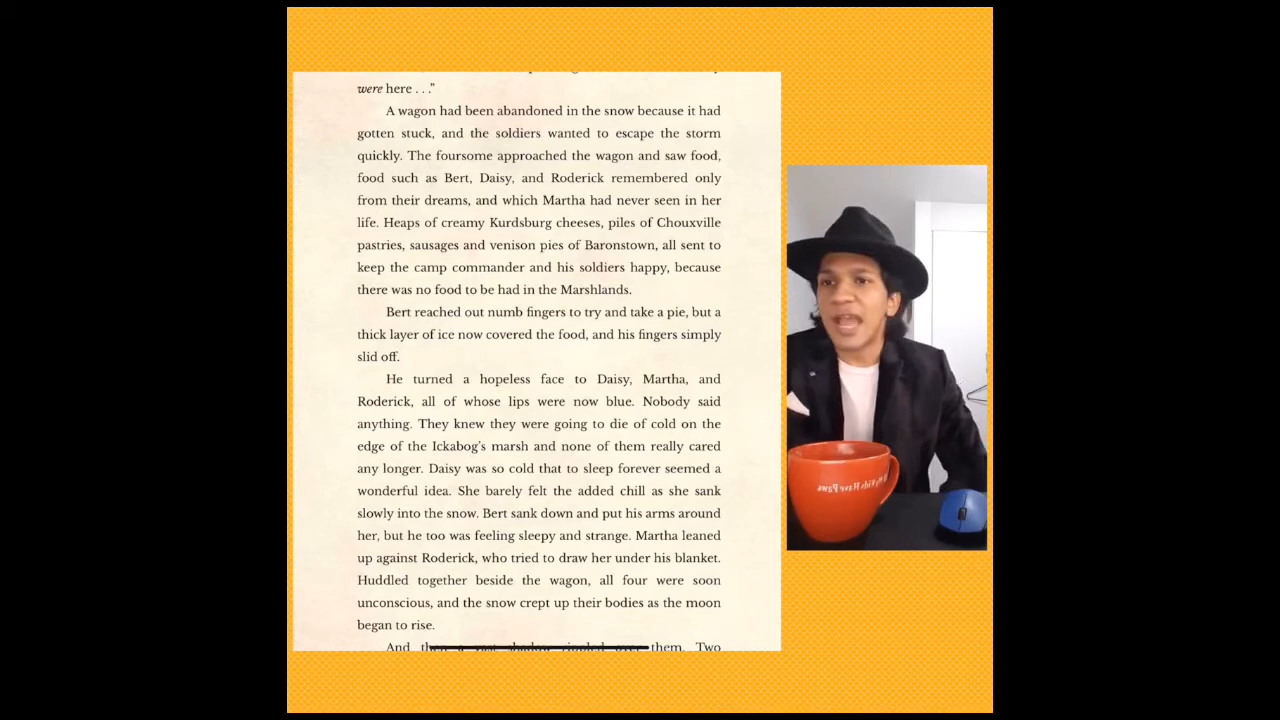 were here . . .”
A wagon had been abandoned in the snow because it had
gotten stuck, and the soldiers wanted to escape the storm
quickly. The foursome approached the wagon and saw food,
food such as Bert, Daisy, and Roderick remembered only
from their dreams, and which Martha had never seen in her
life. Heaps of creamy Kurdsburg cheeses, piles of Chouxville
pastries, sausages and venison pies of Baronstown, all sent to
keep the camp commander and his soldiers happy, because
there was no food to be had in the Marshlands.
Bert reached out numb fingers to try and take a pie, but a
thick layer of ice now covered the food, and his fingers simply
slid off.
He turned a hopeless face to Daisy, Martha, and
Roderick, all of whose lips were now blue. Nobody said
anything. They knew they were going to die of cold on the
edge of the Ickabog’s marsh and none of them really cared
any longer. Daisy was so cold that to sleep forever seemed a
wonderful idea. She barely felt the added chill as she sank
slowly into the snow. Bert sank down and put his arms around
her, but he too was feeling sleepy and strange. Martha leaned
up against Roderick, who tried to draw her under his blanket.
Huddled together beside the wagon, all four were soon
unconscious, and the snow crept up their bodies as the moon
began to rise.
And then a vast shadow rippled over them. Two
My Kids Have Paws